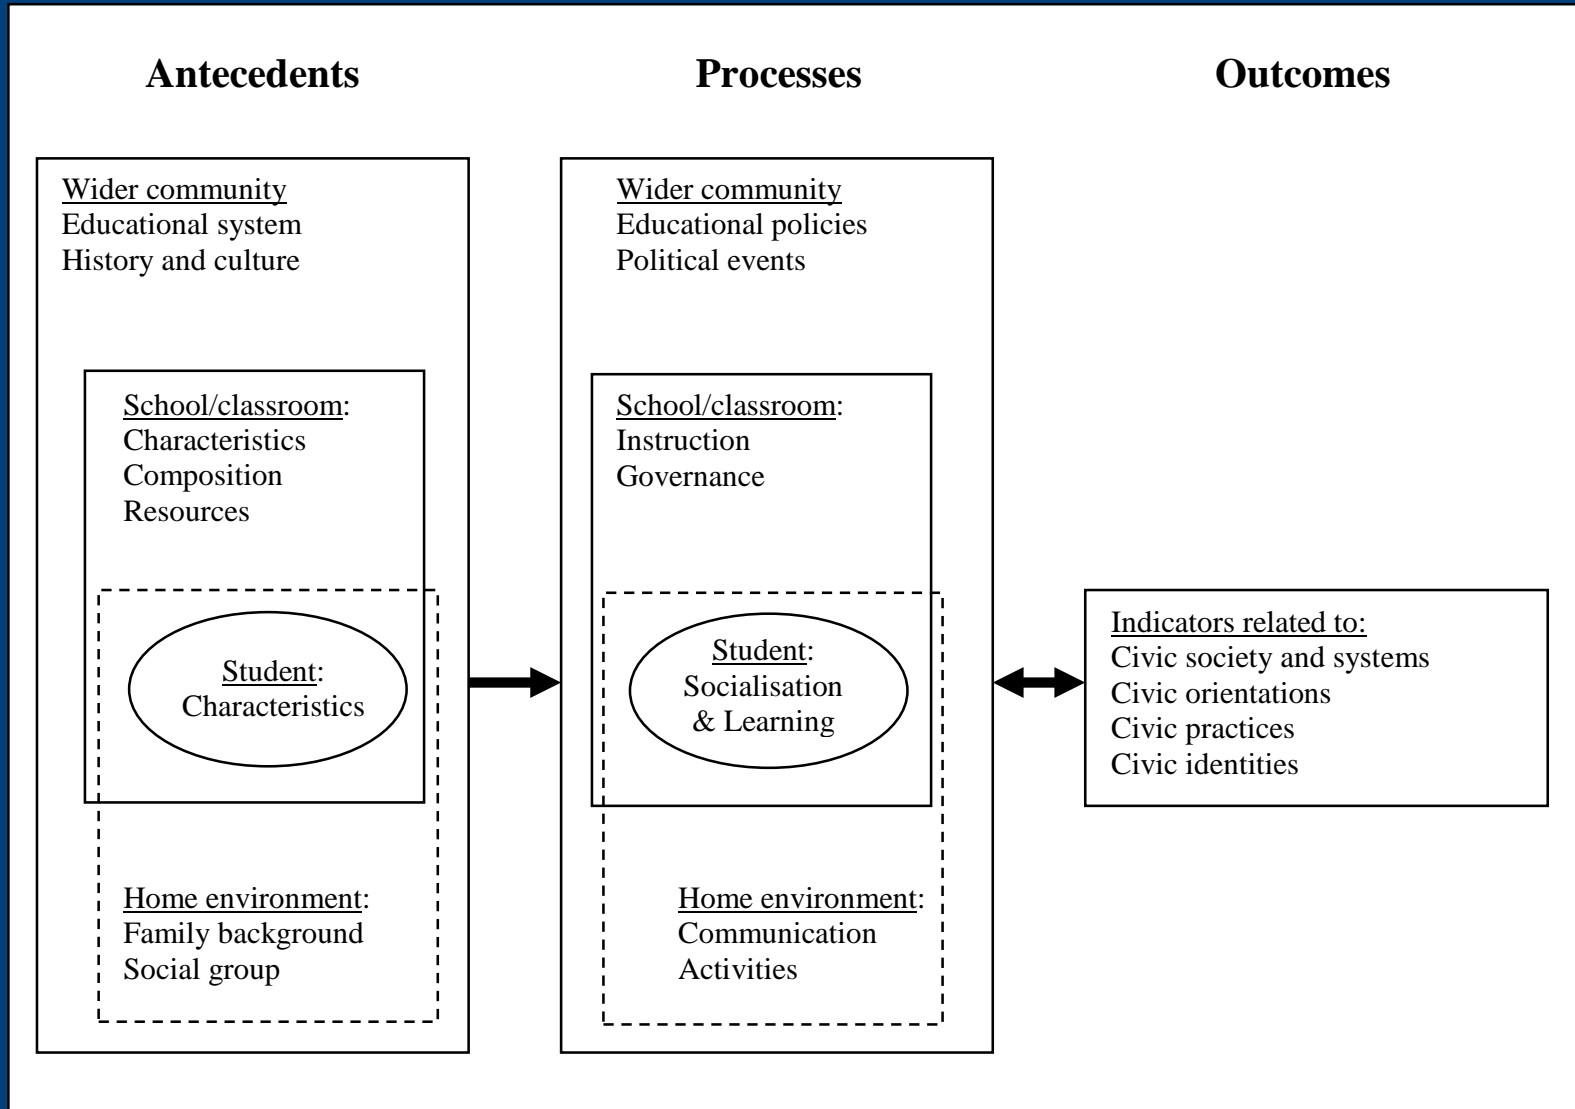 Antecedents
Processes
Outcomes
Wider community
Educational system
History and culture
School/classroom:
Characteristics
Composition
Resources
Student:
Characteristics
Home environment:
Family background
Social group
Wider community
Educational policies
Political events
School/classroom:
Instruction
Governance
Student:
Socialisation
& Learning
Home environment:
Communication
Activities
Indicators related to:
Civic society and systems
Civic orientations
Civic practices
Civic identities